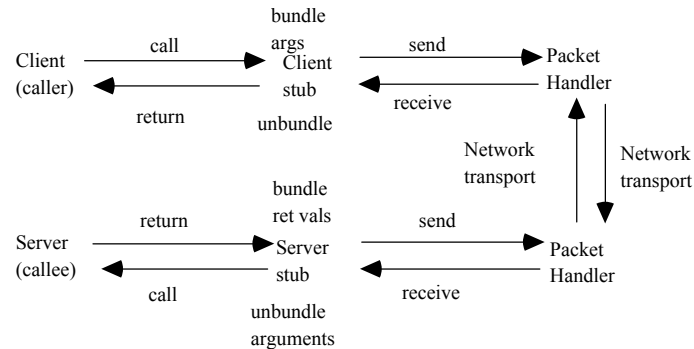 bundle
args
call
send
Client
(caller)
Client
stub
Packet
Handler
return
receive
unbundle
Network
transport
Network
transport
bundle
ret vals
return
send
Server
(callee)
Server
stub
Packet
Handler
call
receive
unbundle
arguments